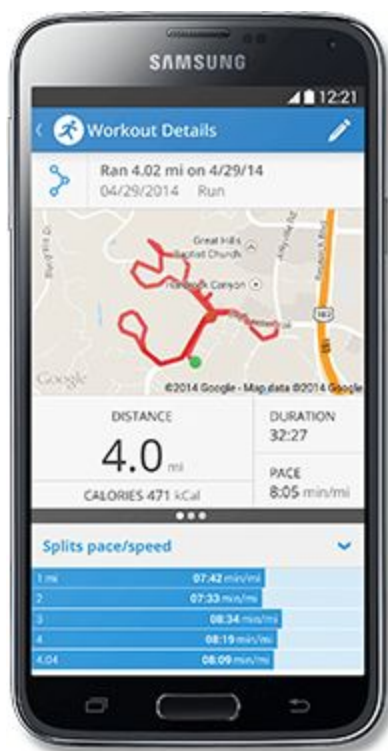 SAMSUNG
12:21
Workout Details
Ran 4.02 mi on 4/29/14
04/29/2014 Run
Great Hills
Baptist Church
Canyon
183
Google
©2014 Google - Map data ©2014 Google
DISTANCE
4.0 mi
CALORIES 471 kCal
DURATION
32:27
PACE
8:05 min/mi
Splits pace/speed
1 mi 07:42 min/mi
2 07:33 min/mi
3 08:34 min/mi
4 08:19 min/mi
4.04 08:09 min/mi